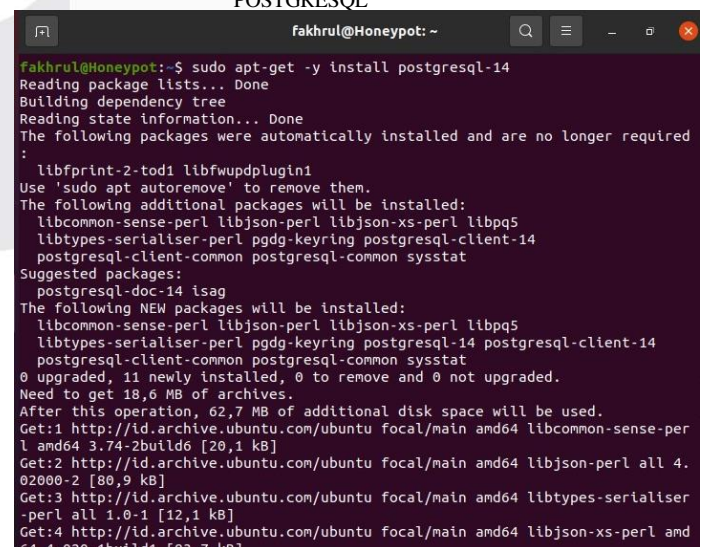 POSTGRESQL
fakhrul@Honeypot: ~
fakhrul@Honeypot:~$ sudo apt-get -y install postgresql-14
Reading package lists... Done
Building dependency tree
Reading state information... Done
The following packages were automatically installed and are no longer required
:
libfprint-2-tod1 libfwupdplugin1
Use 'sudo apt autoremove' to remove them.
The following additional packages will be installed:
libcommon-sense-perl libjson-perl libjson-xs-perl libpq5
libtypes-serialiser-perl pgdg-keyring postgresql-client-14
postgresql-client-common postgresql-common sysstat
Suggested packages:
postgresql-doc-14 isag
The following NEW packages will be installed:
libcommon-sense-perl libjson-perl libjson-xs-perl libpq5
libtypes-serialiser-perl pgdg-keyring postgresql-14 postgresql-client-14
postgresql-client-common postgresql-common sysstat
0 upgraded, 11 newly installed, 0 to remove and 0 not upgraded.
Need to get 18,6 MB of archives.
After this operation, 62,7 MB of additional disk space will be used.
Get:1 http://id.archive.ubuntu.com/ubuntu focal/main amd64 libcommon-sense-per
l amd64 3.74-2build6 [20,1 kB]
Get:2 http://id.archive.ubuntu.com/ubuntu focal/main amd64 libjson-perl all 4.
02000-2 [80,9 kB]
Get:3 http://id.archive.ubuntu.com/ubuntu focal/main amd64 libtypes-serialiser
-perl all 1.0-1 [12,1 kB]
Get:4 http://id.archive.ubuntu.com/ubuntu focal/main amd64 libjson-xs-perl amd